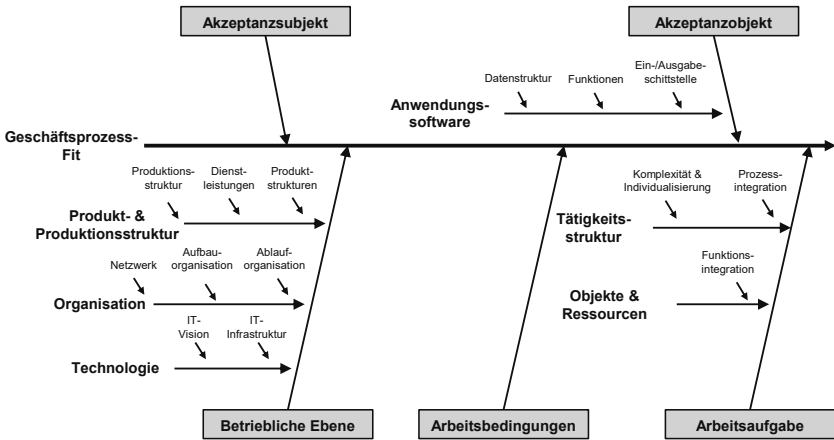 Akzeptanzsubjekt
Akzeptanzobjekt
Datenstruktur
Funktionen
Ein-/Ausgabe-
schittstelle
Anwendungs-
software
Geschäftsprozess-
Fit
Produktions-
struktur
Dienst-
leistungen
Produkt-
strukturen
Produkt- &
Produktionsstruktur
Komplexität &
Individualisierung
Prozess-
integration
Tätigkeits-
struktur
Netzwerk
Aufbau-
organisation
Ablauf-
organisation
Organisation
Funktions-
integration
Objekte &
Ressourcen
IT-
Vision
IT-
Infrastruktur
Technologie
Betriebliche Ebene
Arbeitsbedingungen
Arbeitsaufgabe